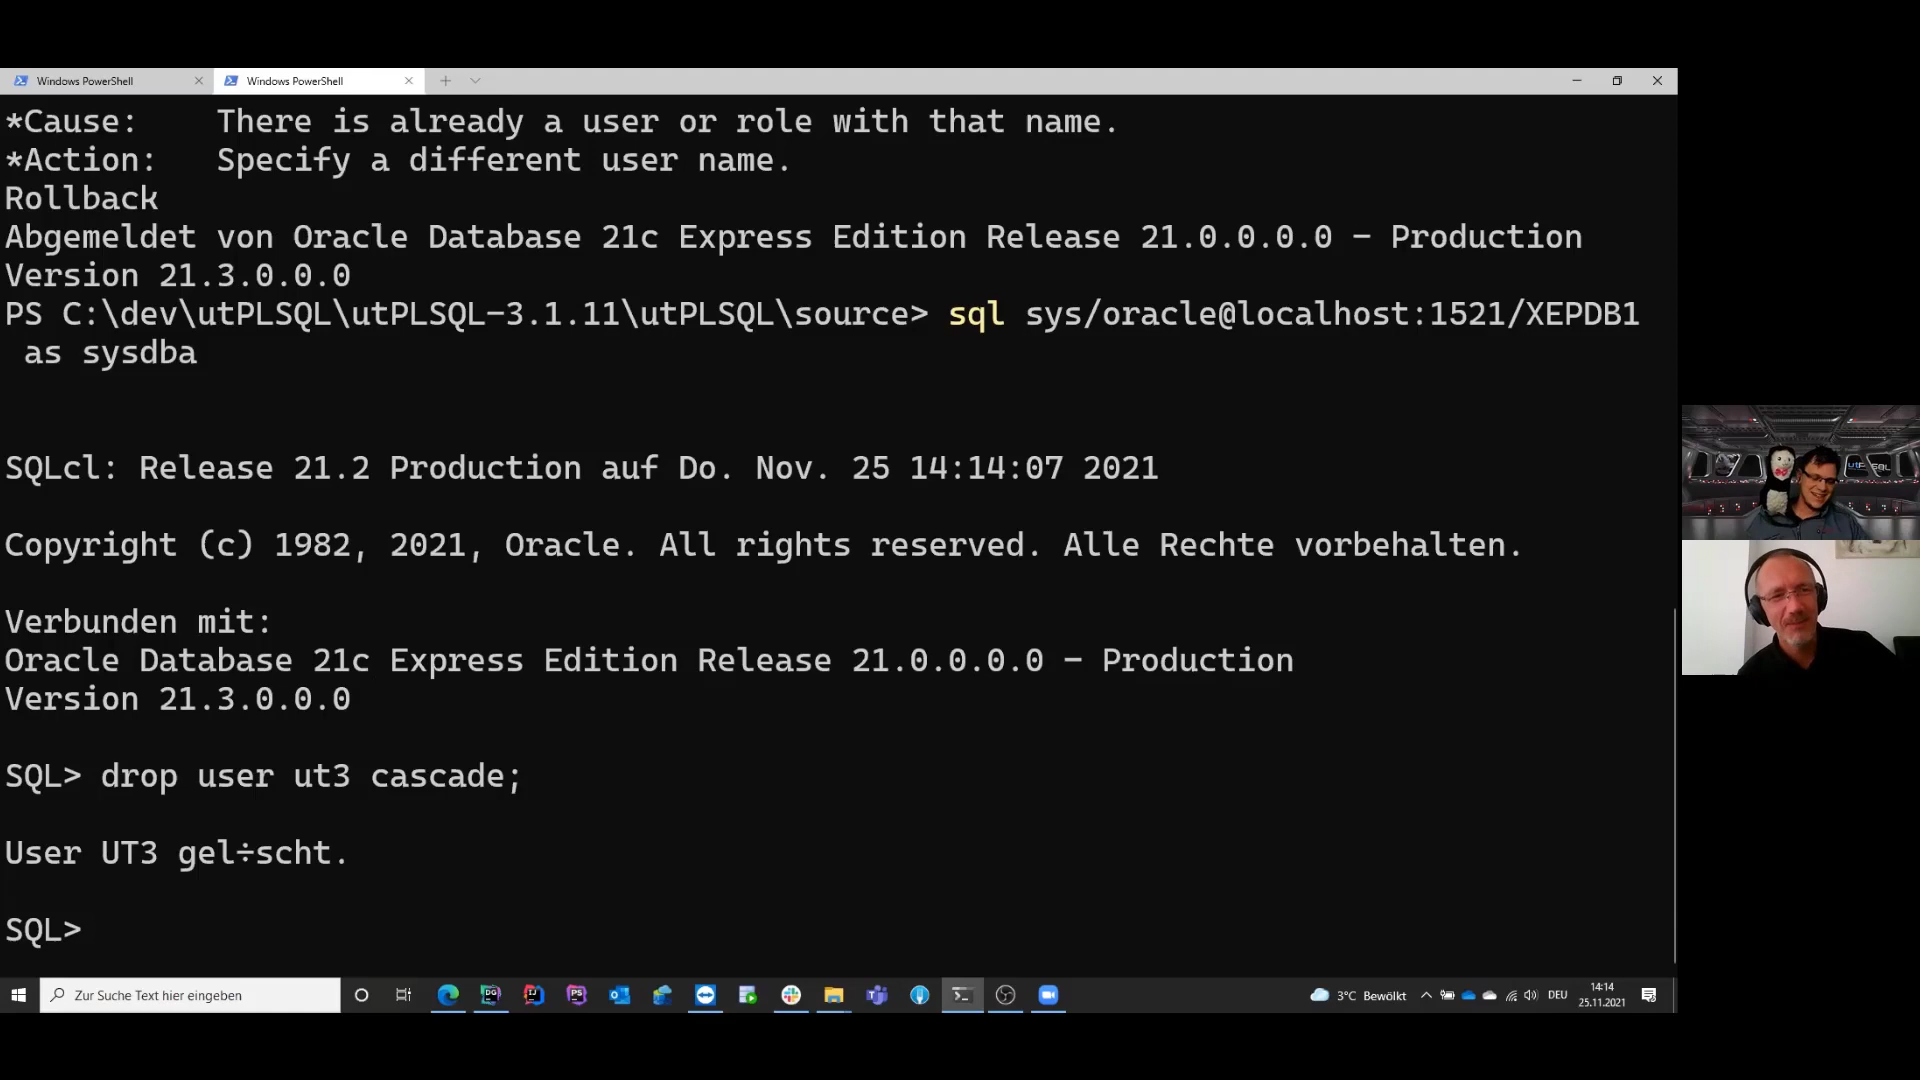 Windows PowerShell
Windows PowerShell
*Cause:    There is already a user or role with that name.
*Action:   Specify a different user name.
Rollback
Abgemeldet von Oracle Database 21c Express Edition Release 21.0.0.0.0 - Production
Version 21.3.0.0.0
PS C:\dev\utPLSQL\utPLSQL-3.1.11\utPLSQL\source> sql sys/oracle@localhost:1521/XEPDB1
 as sysdba
SQLcl: Release 21.2 Production auf Do. Nov. 25 14:14:07 2021
Copyright (c) 1982, 2021, Oracle. All rights reserved. Alle Rechte vorbehalten.
Verbunden mit:
Oracle Database 21c Express Edition Release 21.0.0.0.0 - Production
Version 21.3.0.0.0
SQL> drop user ut3 cascade;
User UT3 gel÷scht.
SQL>
Zur Suche Text hier eingeben
3°C Bewölkt
DEU
14:14
25.11.2021